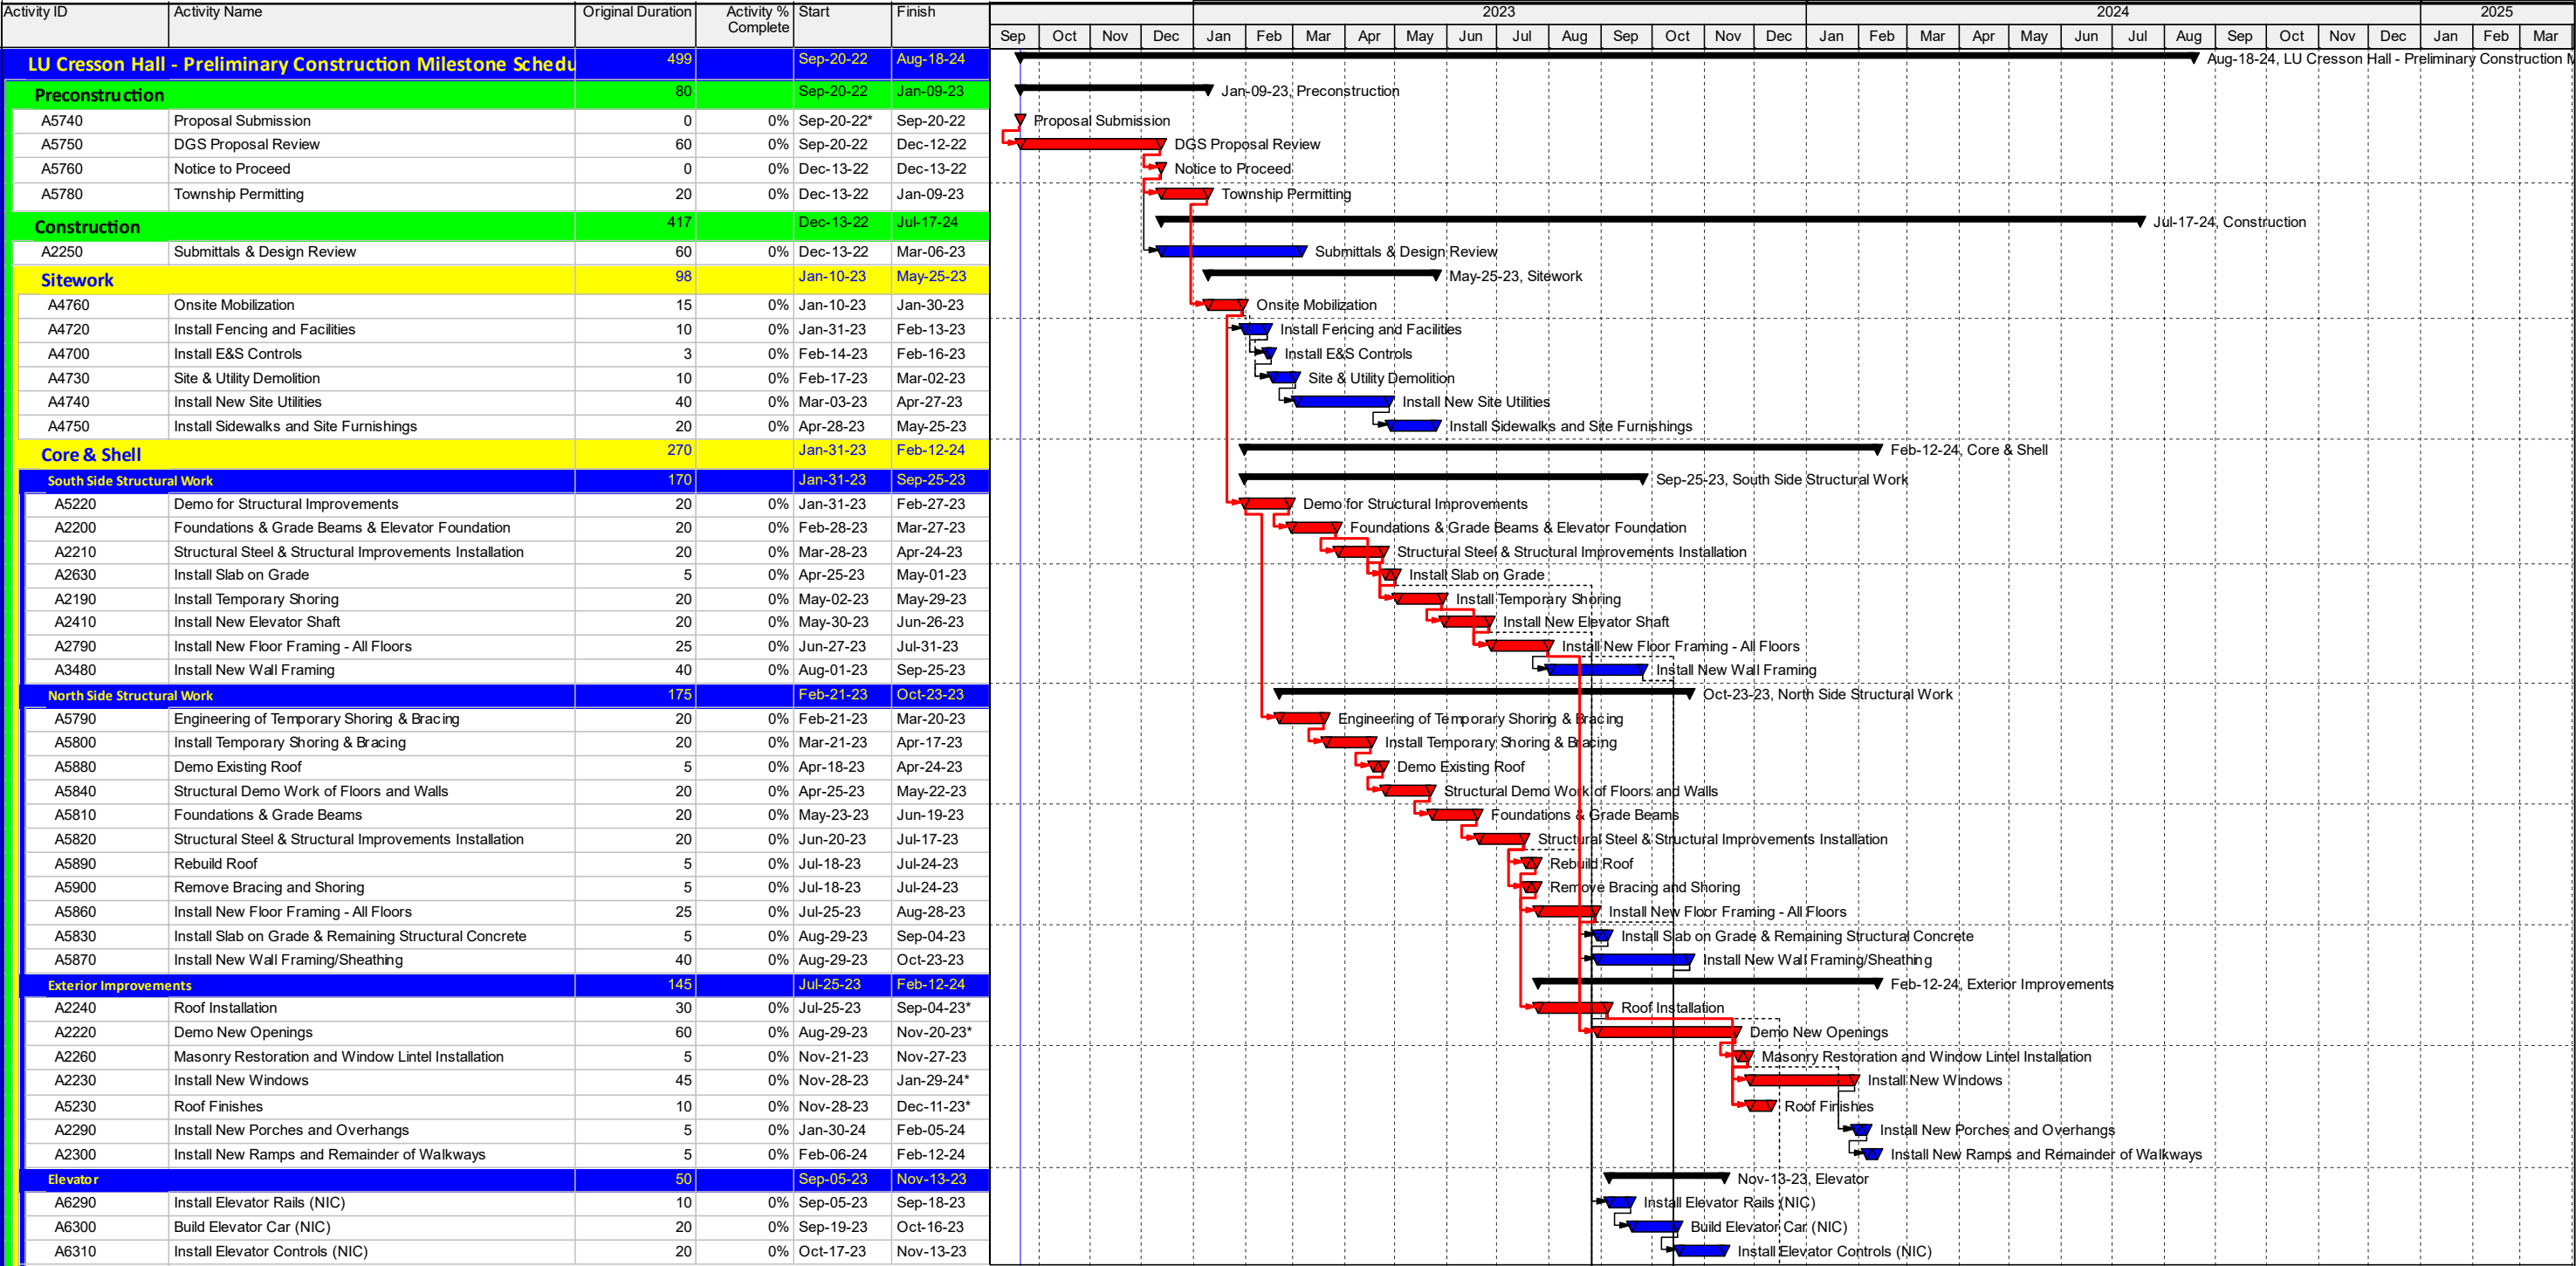 Activity ID Activity Name Original Duration Activity % Complete Start Finish
2023 2024 2025
Sep Oct Nov Dec Jan Feb Mar Apr May Jun Jul Aug Sep Oct Nov Dec Jan Feb Mar Apr May Jun Jul Aug Sep Oct Nov Dec Jan Feb Mar
LU Cresson Hall - Preliminary Construction Milestone Schedu 499 Sep-20-22 Aug-18-24 Aug-18-24, LU Cresson Hall - Preliminary Construction M
Preconstruction 80 Sep-20-22 Jan-09-23 Jan-09-23, Preconstruction
A5740 Proposal Submission 0 0% Sep-20-22* Sep-20-22 Proposal Submission
A5750 DGS Proposal Review 60 0% Sep-20-22 Dec-12-22 DGS Proposal Review
A5760 Notice to Proceed 0 0% Dec-13-22 Dec-13-22 Notice to Proceed
A5780 Township Permitting 20 0% Dec-13-22 Jan-09-23 Township Permitting
Construction 417 Dec-13-22 Jul-17-24 Jul-17-24, Construction
A2250 Submittals & Design Review 60 0% Dec-13-22 Mar-06-23 Submittals & Design Review
Sitework 98 Jan-10-23 May-25-23 May-25-23, Sitework
A4760 Onsite Mobilization 15 0% Jan-10-23 Jan-30-23 Onsite Mobilization
A4720 Install Fencing and Facilities 10 0% Jan-31-23 Feb-13-23 Install Fencing and Facilities
A4700 Install E&S Controls 3 0% Feb-14-23 Feb-16-23 Install E&S Controls
A4730 Site & Utility Demolition 10 0% Feb-17-23 Mar-02-23 Site & Utility Demolition
A4740 Install New Site Utilities 40 0% Mar-03-23 Apr-27-23 Install New Site Utilities
A4750 Install Sidewalks and Site Furnishings 20 0% Apr-28-23 May-25-23 Install Sidewalks and Site Furnishings
Core & Shell 270 Jan-31-23 Feb-12-24 Feb-12-24, Core & Shell
South Side Structural Work 170 Jan-31-23 Sep-25-23 Sep-25-23, South Side Structural Work
A5220 Demo for Structural Improvements 20 0% Jan-31-23 Feb-27-23 Demo for Structural Improvements
A2200 Foundations & Grade Beams & Elevator Foundation 20 0% Feb-28-23 Mar-27-23 Foundations & Grade Beams & Elevator Foundation
A2210 Structural Steel & Structural Improvements Installation 20 0% Mar-28-23 Apr-24-23 Structural Steel & Structural Improvements Installation
A2630 Install Slab on Grade 5 0% Apr-25-23 May-01-23 Install Slab on Grade
A2190 Install Temporary Shoring 20 0% May-02-23 May-29-23 Install Temporary Shoring
A2410 Install New Elevator Shaft 20 0% May-30-23 Jun-26-23 Install New Elevator Shaft
A2790 Install New Floor Framing - All Floors 25 0% Jun-27-23 Jul-31-23 Install New Floor Framing - All Floors
A3480 Install New Wall Framing 40 0% Aug-01-23 Sep-25-23 Install New Wall Framing
North Side Structural Work 175 Feb-21-23 Oct-23-23 Oct-23-23, North Side Structural Work
A5790 Engineering of Temporary Shoring & Bracing 20 0% Feb-21-23 Mar-20-23 Engineering of Temporary Shoring & Bracing
A5800 Install Temporary Shoring & Bracing 20 0% Mar-21-23 Apr-17-23 Install Temporary Shoring & Bracing
A5880 Demo Existing Roof 5 0% Apr-18-23 Apr-24-23 Demo Existing Roof
A5840 Structural Demo Work of Floors and Walls 20 0% Apr-25-23 May-22-23 Structural Demo Work of Floors and Walls
A5810 Foundations & Grade Beams 20 0% May-23-23 Jun-19-23 Foundations & Grade Beams
A5820 Structural Steel & Structural Improvements Installation 20 0% Jun-20-23 Jul-17-23 Structural Steel & Structural Improvements Installation
A5890 Rebuild Roof 5 0% Jul-18-23 Jul-24-23 Rebuild Roof
A5900 Remove Bracing and Shoring 5 0% Jul-18-23 Jul-24-23 Remove Bracing and Shoring
A5860 Install New Floor Framing - All Floors 25 0% Jul-25-23 Aug-28-23 Install New Floor Framing - All Floors
A5830 Install Slab on Grade & Remaining Structural Concrete 5 0% Aug-29-23 Sep-04-23 Install Slab on Grade & Remaining Structural Concrete
A5870 Install New Wall Framing/Sheathing 40 0% Aug-29-23 Oct-23-23 Install New Wall Framing/Sheathing
Exterior Improvements 145 Jul-25-23 Feb-12-24 Feb-12-24, Exterior Improvements
A2240 Roof Installation 30 0% Jul-25-23 Sep-04-23* Roof Installation
A2220 Demo New Openings 60 0% Aug-29-23 Nov-20-23* Demo New Openings
A2260 Masonry Restoration and Window Lintel Installation 5 0% Nov-21-23 Nov-27-23 Masonry Restoration and Window Lintel Installation
A2230 Install New Windows 45 0% Nov-28-23 Jan-29-24* Install New Windows
A5230 Roof Finishes 10 0% Nov-28-23 Dec-11-23* Roof Finishes
A2290 Install New Porches and Overhangs 5 0% Jan-30-24 Feb-05-24 Install New Porches and Overhangs
A2300 Install New Ramps and Remainder of Walkways 5 0% Feb-06-24 Feb-12-24 Install New Ramps and Remainder of Walkways
Elevator 50 Sep-05-23 Nov-13-23 Nov-13-23, Elevator
A6290 Install Elevator Rails (NIC) 10 0% Sep-05-23 Sep-18-23 Install Elevator Rails (NIC)
A6300 Build Elevator Car (NIC) 20 0% Sep-19-23 Oct-16-23 Build Elevator Car (NIC)
A6310 Install Elevator Controls (NIC) 20 0% Oct-17-23 Nov-13-23 Install Elevator Controls (NIC)